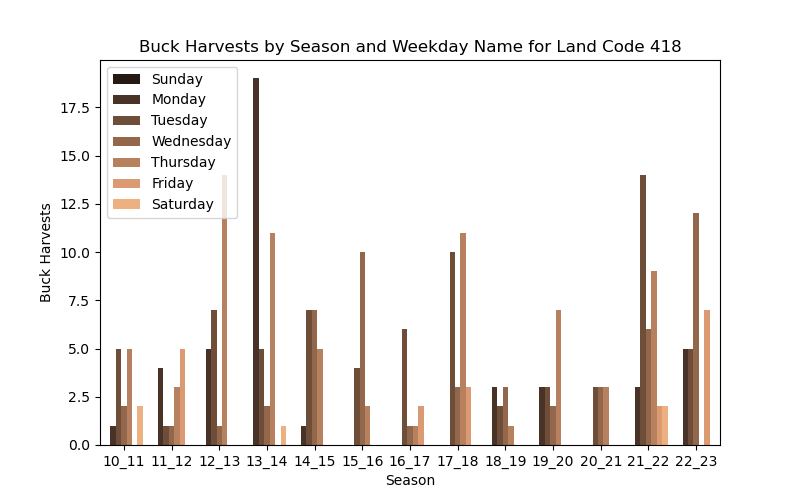 Buck Harvests by Season and Weekday Name for Land Code 418
Sunday
Monday
Tuesday
Wednesday
Thursday
Friday
Saturday
17.5
15.0
12.5
10.0
7.5
5.0
2.5
0.0
Buck Harvests
10_11 11_12 12_13 13_14 14_15 15_16 16_17 17_18 18_19 19_20 20_21 21_22 22_23
Season